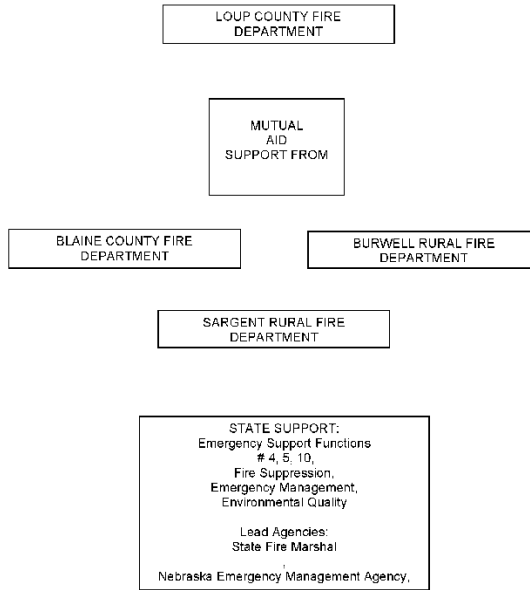 LOUP COUNTY FIRE
DEPARTMENT
MUTUAL
AID
SUPPORT FROM
BLAINE COUNTY FIRE
DEPARTMENT
BURWELL RURAL FIRE
DEPARTMENT
SARGENT RURAL FIRE
DEPARTMENT
STATE SUPPORT:
Emergency Support Functions
# 4, 5, 10,
Fire Suppression,
Emergency Management,
Environmental Quality
Lead Agencies:
State Fire Marshal
,
Nebraska Emergency Management Agency,